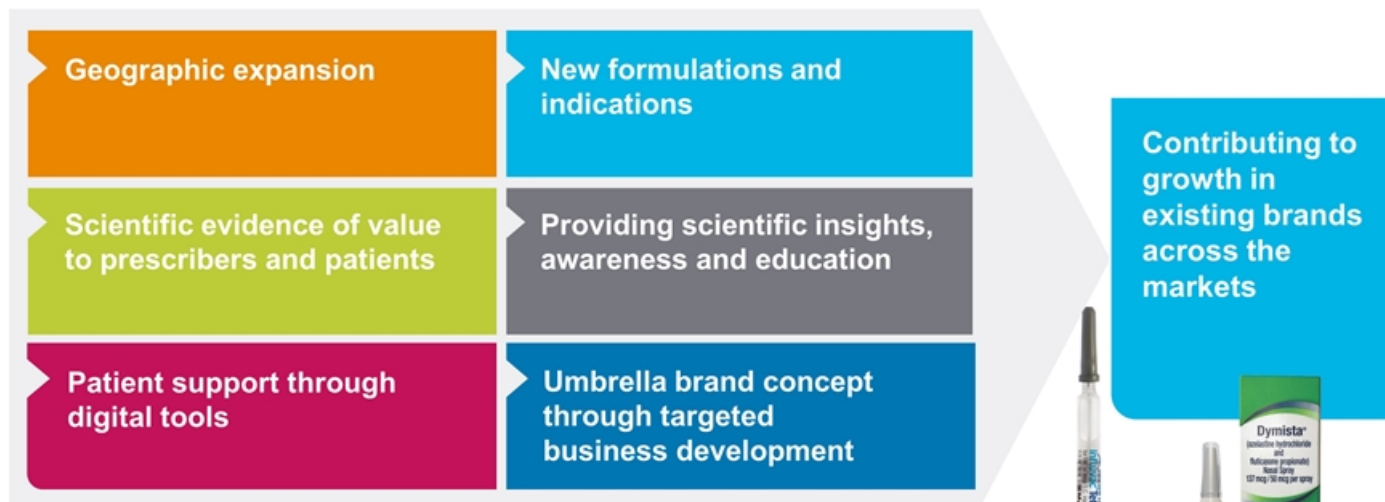 Geographic expansion
New formulations and
indications
Scientific evidence of value
to prescribers and patients
Providing scientific insights,
awareness and education
Patient support through
digital tools
Umbrella brand concept
through targeted
business development
Contributing to
growth in
existing brands
across the
markets
Dymista®
(azelastine hydrochloride
and
fluticasone propionate)
Nasal Spray
137 mcg / 50 mcg per spray